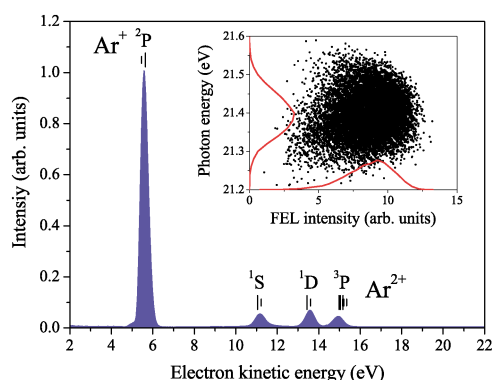 Intensiy (arb. units)
1.2
1.0
0.8
0.6
0.4
0.2
0.0
Ar+ 2P
1S
1D
3P
Ar2+
2 4 6 8 10 12 14 16 18 20 22
Electron kinetic energy (eV)
Photon energy (eV)
21.6
21.5
21.4
21.3
21.2
0 5 10 15
FEL intensity (arb. units)